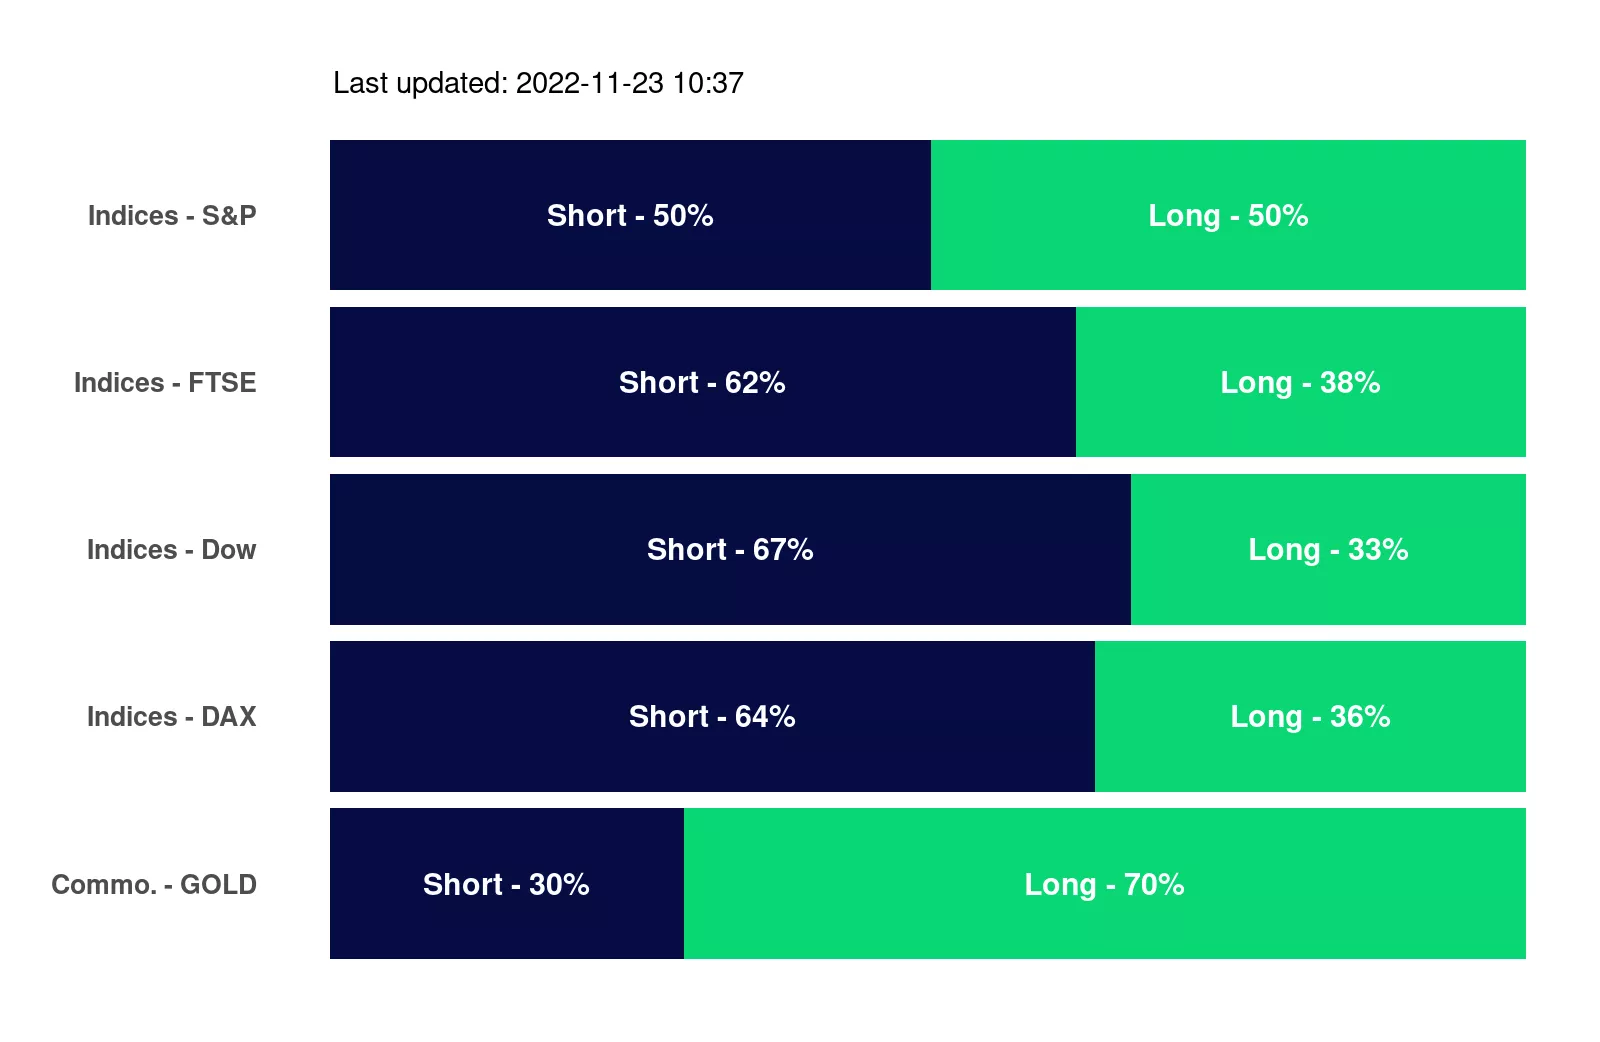 Last updated: 2022-11-23 10:37
Indices - S&P Short - 50% Long - 50%
Indices - FTSE Short - 62% Long - 38%
Indices - Dow Short - 67% Long - 33%
Indices - DAX Short - 64% Long - 36%
Commo. - GOLD Short - 30% Long - 70%